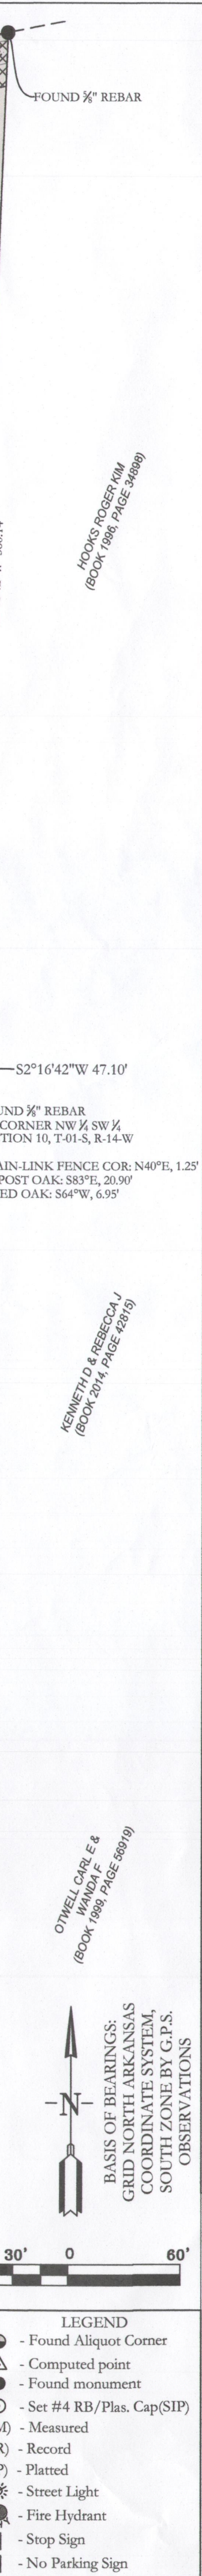 FOUND ⅝" REBAR
HOOKS ROGER KIM
(BOOK 1996, PAGE 34898)
S2°16'42"W 47.10'
UND ⅝" REBAR
CORNER NW ¼ SW ¼
TION 10, T-01-S, R-14-W
AIN-LINK FENCE COR: N40°E, 1.25'
POST OAK: S83°E, 20.90'
ED OAK: S64°W, 6.95'
KENNETH D & REBECCA J
(BOOK 2014, PAGE 42815)
OTWELL CARL E &
WANDA F
(BOOK 1999, PAGE 56919)
N
BASIS OF BEARINGS:
GRID NORTH ARKANSAS
COORDINATE SYSTEM,
SOUTH ZONE BY G.P.S.
OBSERVATIONS
30' 0 60'
LEGEND
- Found Aliquot Corner
- Computed point
- Found monument
- Set #4 RB/Plas. Cap(SIP)
M) - Measured
R) - Record
P) - Platted
- Street Light
- Fire Hydrant
- Stop Sign
- No Parking Sign